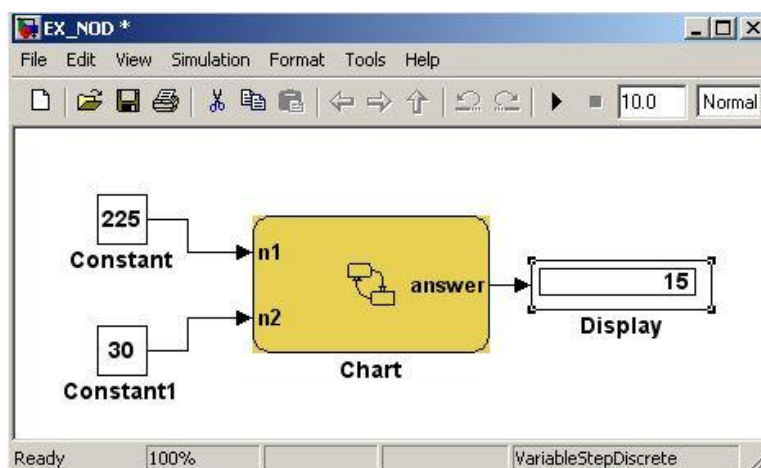 EX_NOD *
File Edit View Simulation Format Tools Help
10.0 Normal
225
Constant
n1
answer
15
Display
n2
30
Constant1
Chart
Ready 100% VariableStepDiscrete